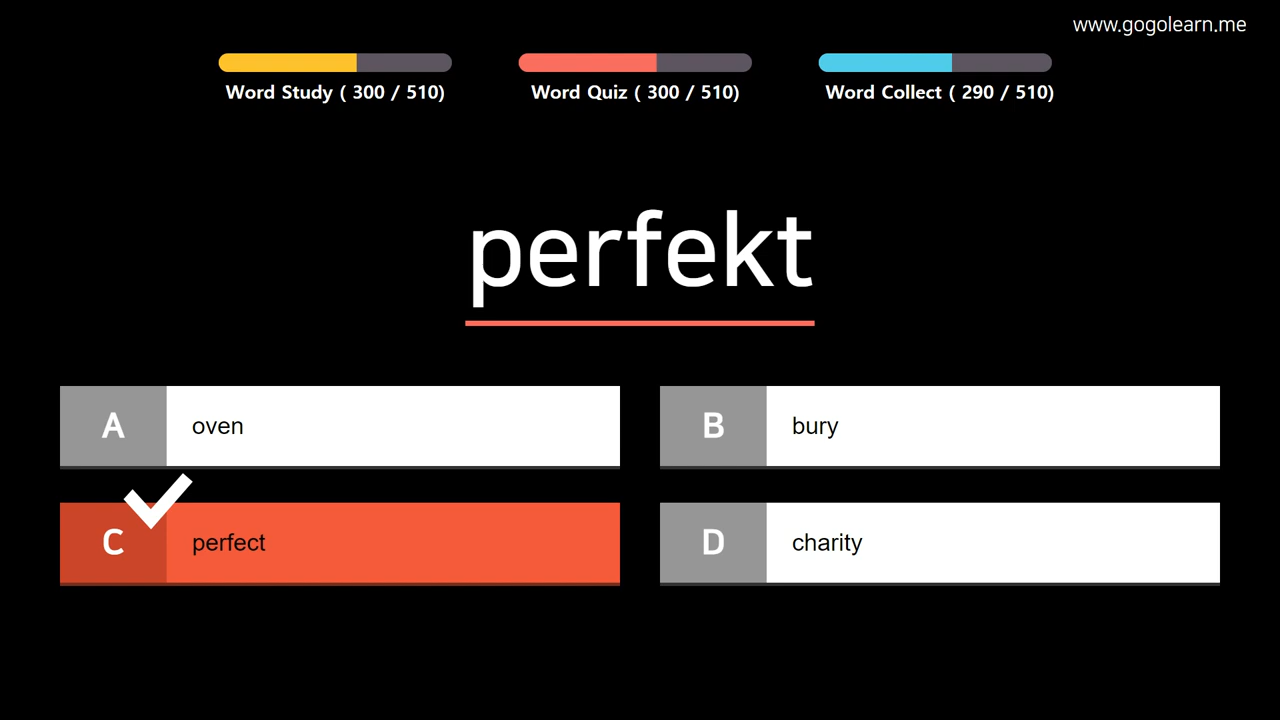 www.gogolearn.me
Word Study ( 300 / 510)
Word Quiz ( 300 / 510)
Word Collect ( 290 / 510)
perfekt
A oven
B bury
C perfect
D charity